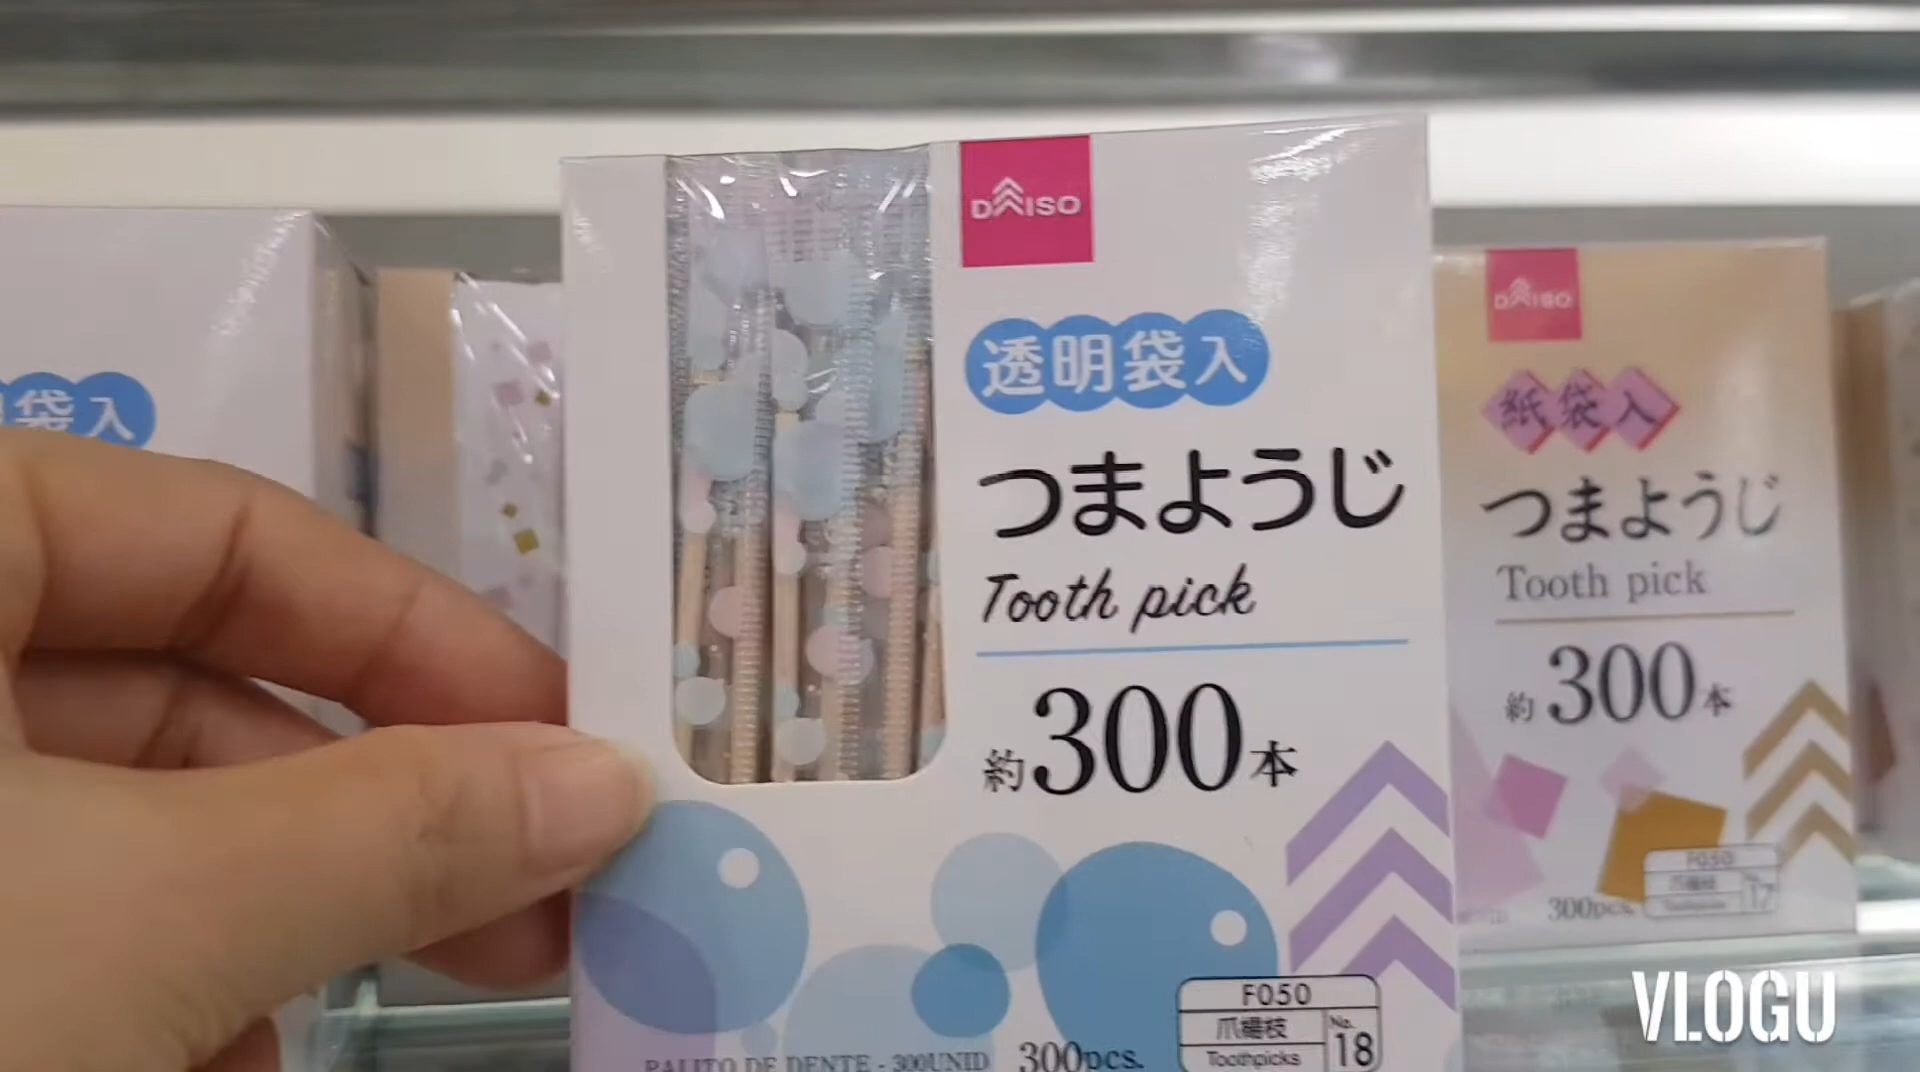 袋入
DAISO
透明袋入
つまようじ
Tooth pick
約300本
PALITO DE DENTE - 300UNID
300pcs.
F050
爪楊枝
Toothpicks
No.
18
DAISO
紙袋入
つまようじ
Tooth pick
約300本
300pcs.
F050
爪楊枝
Toothpicks
No.
17
VLOGU